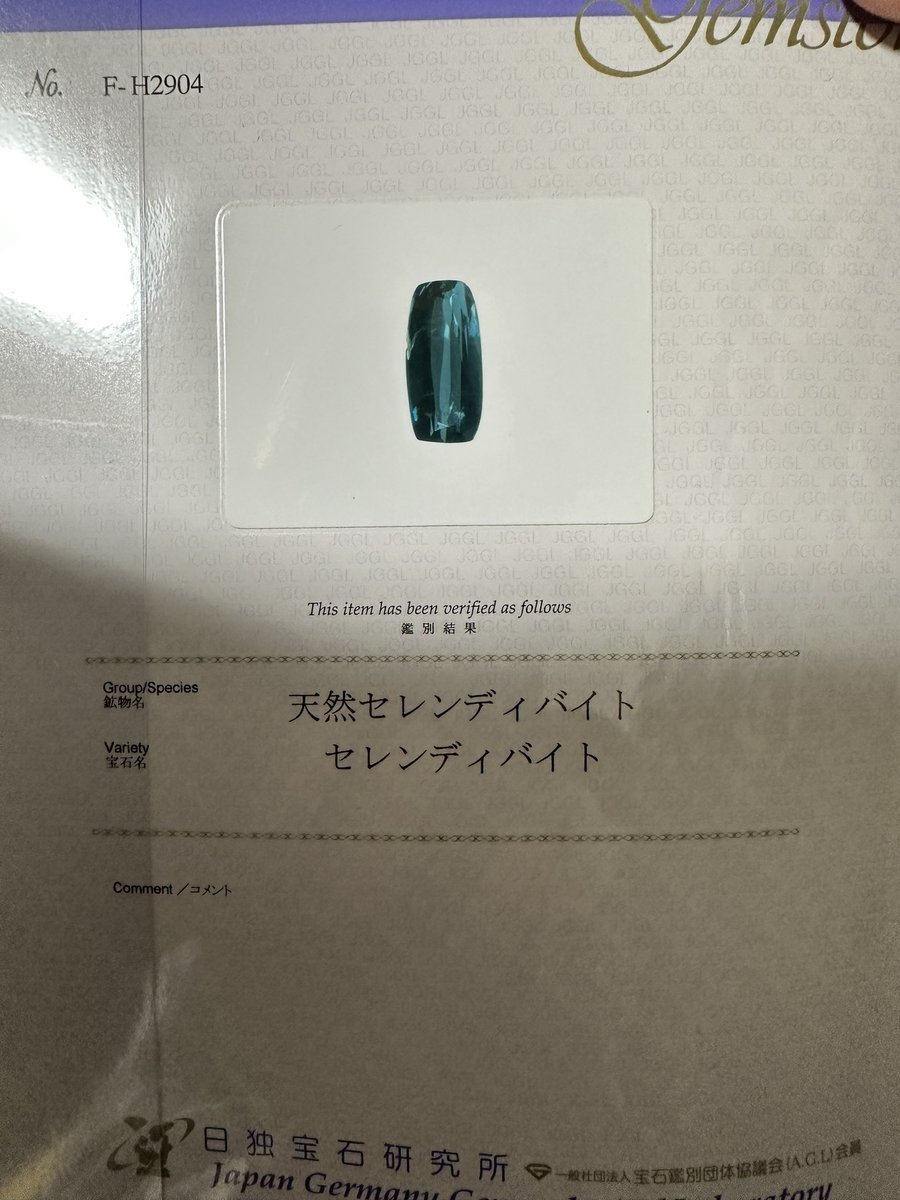 No. F-H2904
This item has been verified as follows
鑑別結果
Group/Species
鉱物名
天然セレンディバイト
Variety
宝石名
セレンディバイト
Comment／コメント
日独宝石研究所
一般社団法人 宝石鑑別団体協議会(A.G.L)会員
Japan Germany